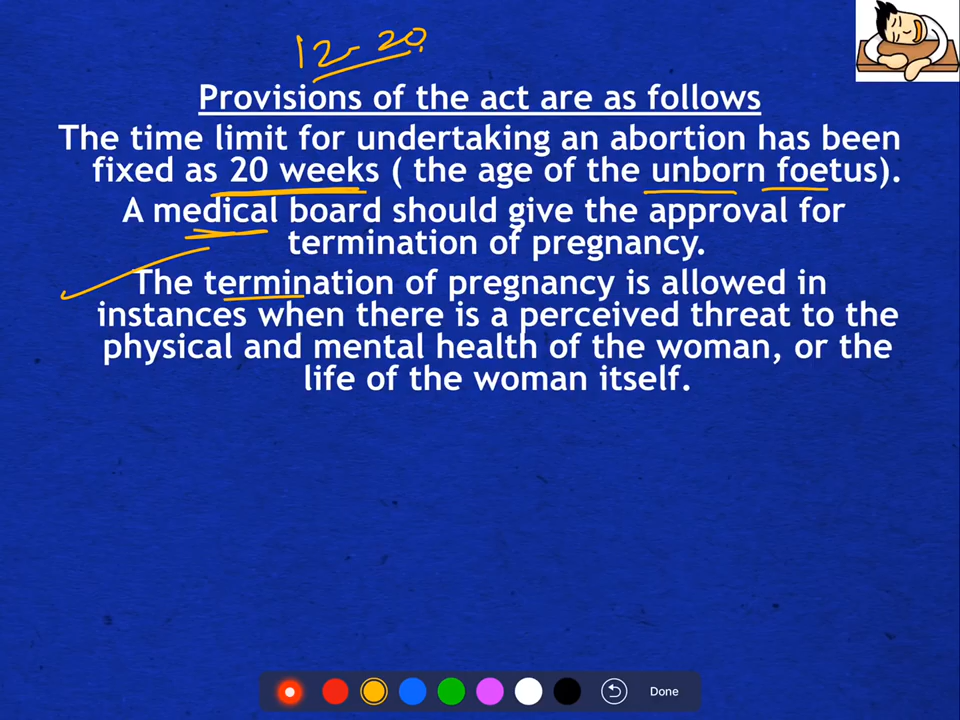 12- 20?
Provisions of the act are as follows
The time limit for undertaking an abortion has been
fixed as 20 weeks ( the age of the unborn foetus).
A medical board should give the approval for
termination of pregnancy.
The termination of pregnancy is allowed in
instances when there is a perceived threat to the
physical and mental health of the woman, or the
life of the woman itself.
Done